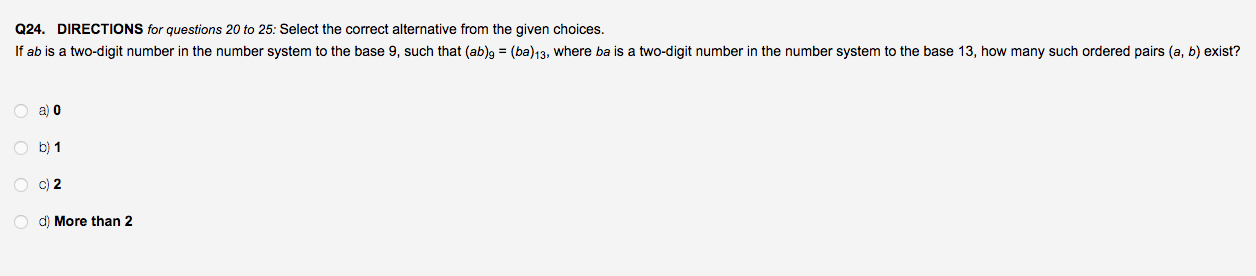 Q24. DIRECTIONS for questions 20 to 25: Select the correct alternative from the given choices.
If ab is a two-digit number in the number system to the base 9, such that (ab)₉ = (ba)₁₃, where ba is a two-digit number in the number system to the base 13, how many such ordered pairs (a, b) exist?
a) 0
b) 1
c) 2
d) More than 2